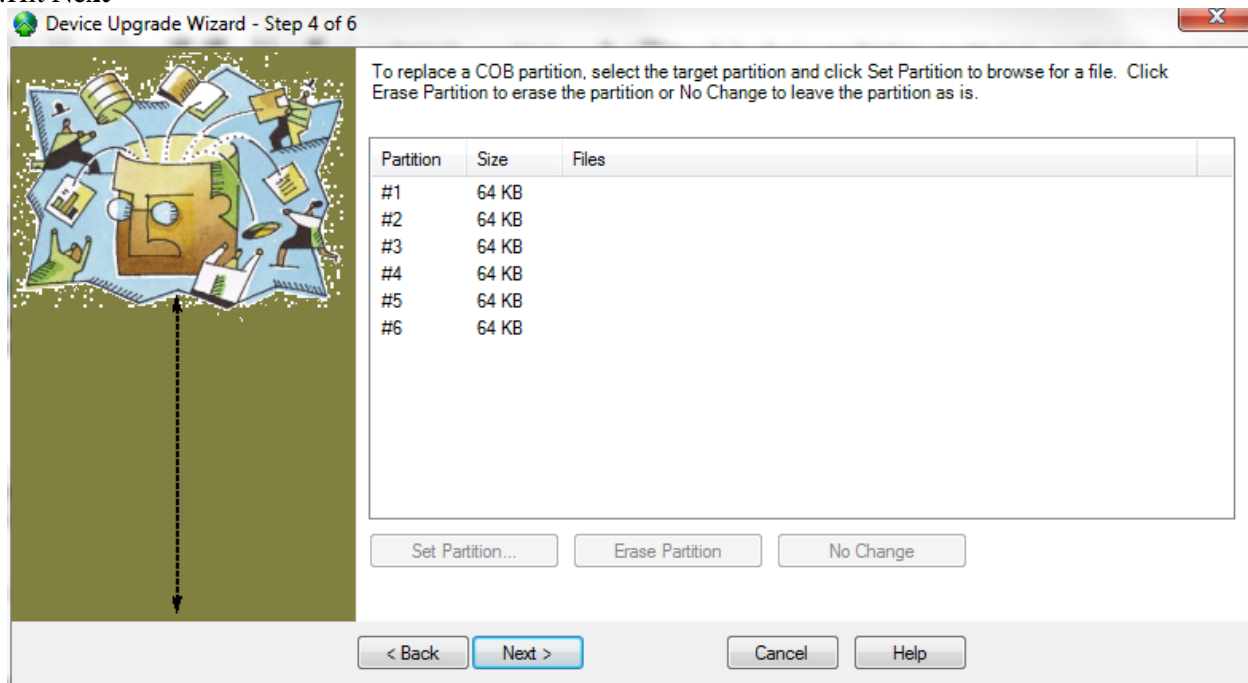 Device Upgrade Wizard - Step 4 of 6
X
To replace a COB partition, select the target partition and click Set Partition to browse for a file. Click
Erase Partition to erase the partition or No Change to leave the partition as is.
Partition Size Files
#1 64 KB
#2 64 KB
#3 64 KB
#4 64 KB
#5 64 KB
#6 64 KB
Set Partition... Erase Partition No Change
< Back Next > Cancel Help